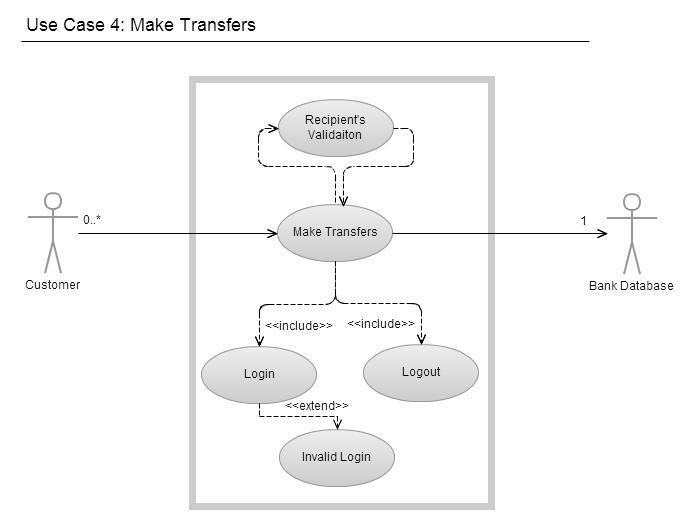 Use Case 4: Make Transfers
Recipient's
Validaiton
0..*
1
Make Transfers
Customer
Bank Database
<<include>>
<<include>>
Login
Logout
<<extend>>
Invalid Login